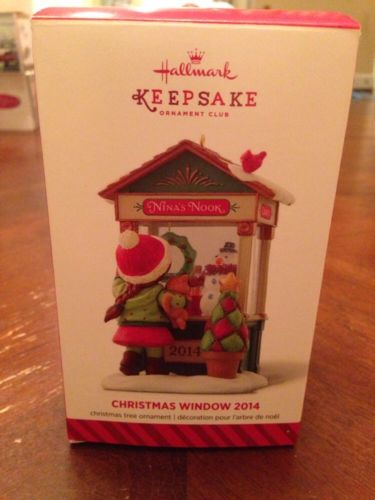 Hallmark
KEEPSAKE
ORNAMENT CLUB
NINA'S NOOK
2014
CHRISTMAS WINDOW 2014
christmas tree ornament | décoration pour l'arbre de noël